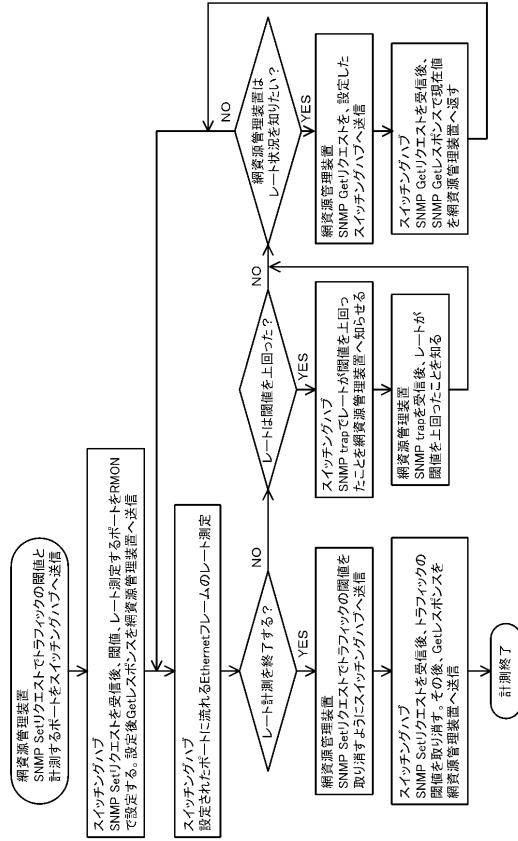 網資源管理装置
SNMP Setリクエストでトラフィックの閾値と
計測するポートをスイッチングハブへ送信
スイッチングハブ
SNMP Setリクエストを受信後、閾値、レート測定するポートをRMON
で設定する。設定後Getレスポンスを網資源管理装置へ送信
スイッチングハブ
設定されたポートに流れるEthernetフレームのレート測定
レート計測を終了する?
NO
YES
網資源管理装置
SNMP Setリクエストでトラフィックの閾値を
取り消すようにスイッチングハブへ送信
スイッチングハブ
SNMP Setリクエストを受信後、トラフィックの
閾値を取り消す。その後、Getレスポンスを
網資源管理装置へ送信
計測終了
レートは閾値を上回った?
NO
YES
スイッチングハブ
SNMP trapでレートが閾値を上回っ
たことを網資源管理装置へ知らせる
網資源管理装置
SNMP trapを受信後、レートが
閾値を上回ったことを知る
網資源管理装置は
レート状況を知りたい?
NO
YES
網資源管理装置
SNMP Getリクエストを、設定した
スイッチングハブへ送信
スイッチングハブ
SNMP Getリクエストを受信後、
SNMP Getレスポンスで現在値
を網資源管理装置へ返す